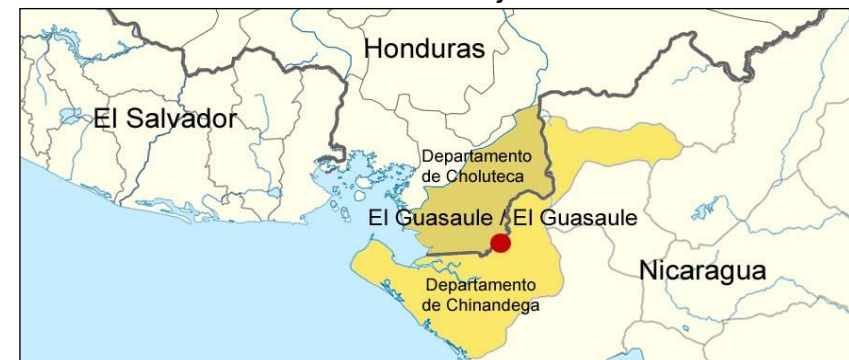 Honduras
El Salvador
Departamento
de Choluteca
El Guasaule / El Guasaule
Nicaragua
Departamento
de Chinandega